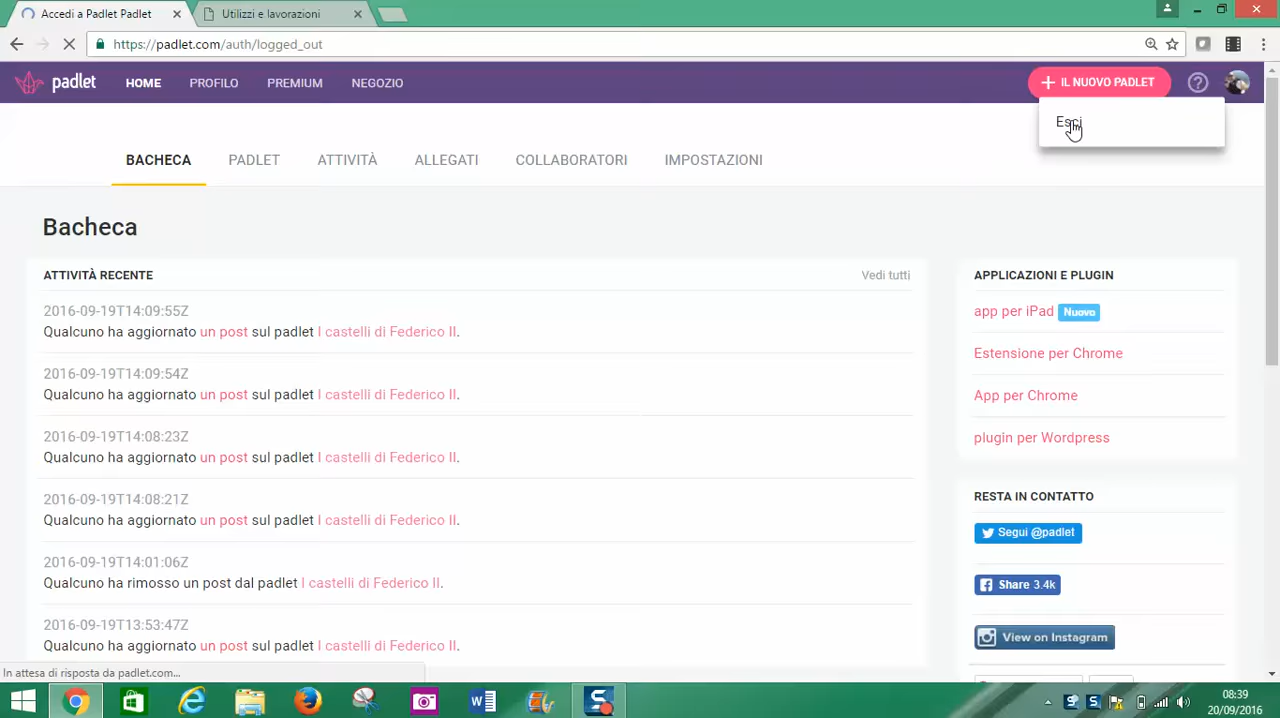 Accedi a Padlet Padlet
Utilizzi e lavorazioni
https://padlet.com/auth/logged_out
padlet HOME PROFILO PREMIUM NEGOZIO
IL NUOVO PADLET
Esci
BACHECA PADLET ATTIVITÀ ALLEGATI COLLABORATORI IMPOSTAZIONI
Bacheca
ATTIVITÀ RECENTE Vedi tutti
2016-09-19T14:09:55Z
Qualcuno ha aggiornato un post sul padlet I castelli di Federico II.
2016-09-19T14:09:54Z
Qualcuno ha aggiornato un post sul padlet I castelli di Federico II.
2016-09-19T14:08:23Z
Qualcuno ha aggiornato un post sul padlet I castelli di Federico II.
2016-09-19T14:08:21Z
Qualcuno ha aggiornato un post sul padlet I castelli di Federico II.
2016-09-19T14:01:06Z
Qualcuno ha rimosso un post dal padlet I castelli di Federico II.
2016-09-19T13:53:47Z
Qualcuno ha aggiornato un post sul padlet I castelli di Federico II.
APPLICAZIONI E PLUGIN
app per iPad Nuovo
Estensione per Chrome
App per Chrome
plugin per Wordpress
RESTA IN CONTATTO
Segui @padlet
Share 3.4k
View on Instagram
In attesa di risposta da padlet.com...
08:39
20/09/2016